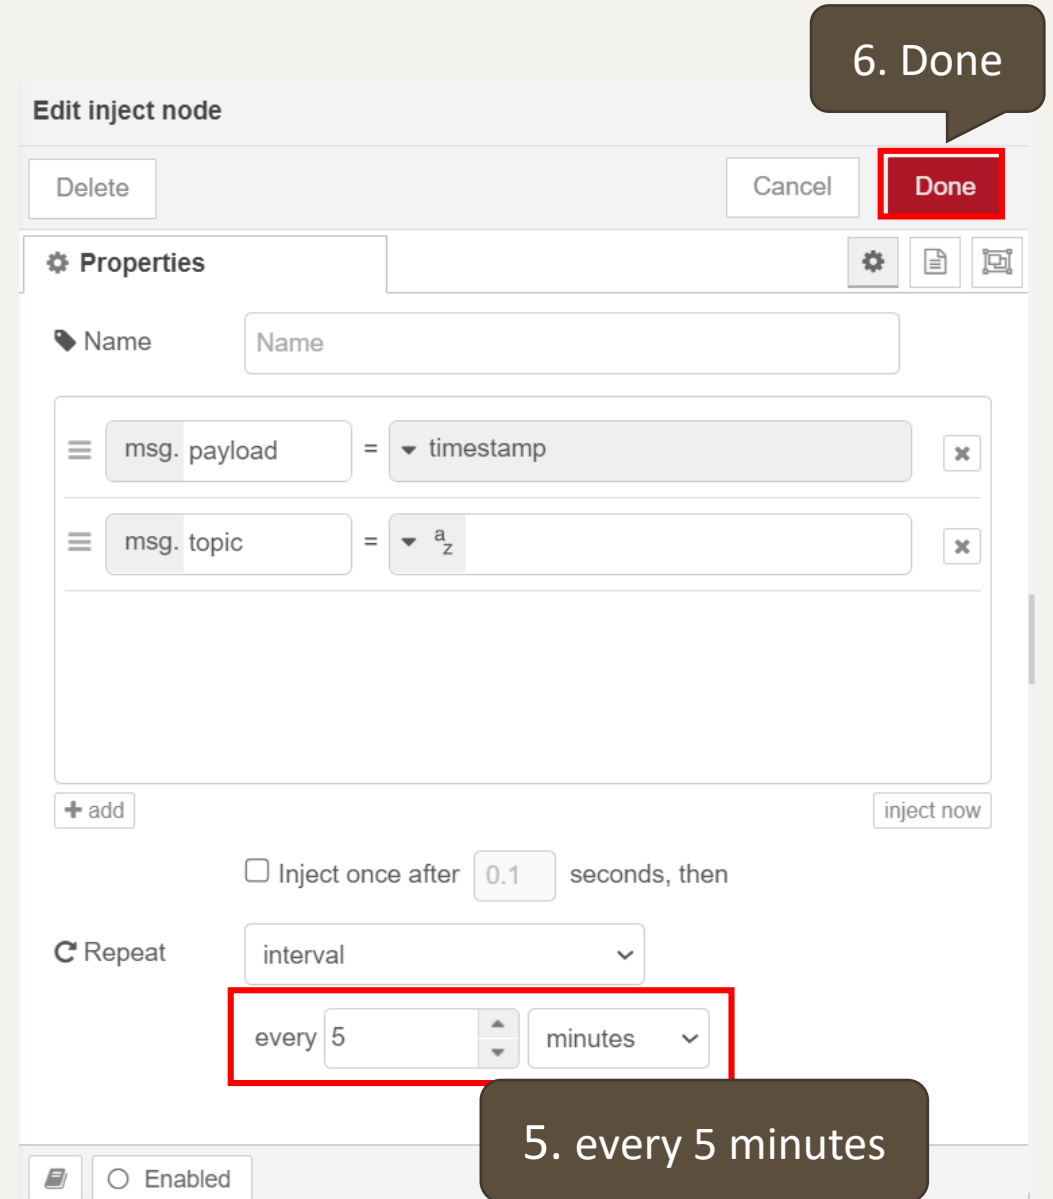 6. Done
Edit inject node
Delete
Cancel
Done
Properties
Name
Name
msg. payload = timestamp
msg. topic = a z
add
inject now
Inject once after 0.1 seconds, then
Repeat
interval
every 5 minutes
5. every 5 minutes
Enabled